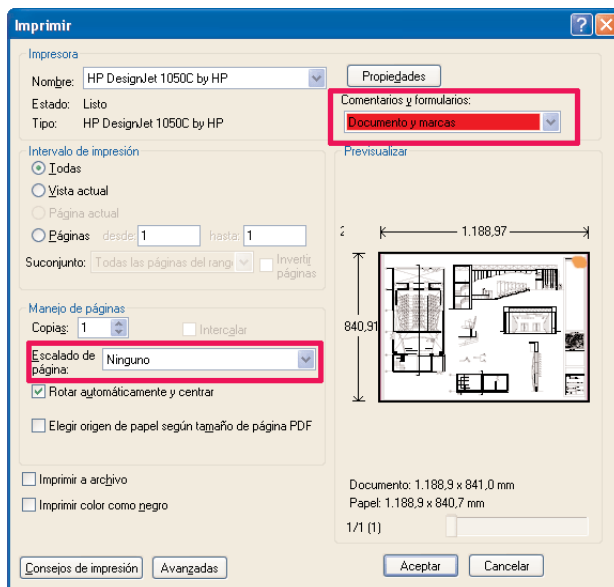 Imprimir
Impresora
Nombre: HP DesignJet 1050C by HP
Propiedades
Estado: Listo
Tipo: HP DesignJet 1050C by HP
Comentarios y formularios:
Documento y marcas
Intervalo de impresión
Todas
Vista actual
Página actual
Páginas desde: 1 hasta: 1
Suconjunto: Todas las páginas del rang
Invertir páginas
Previsualizar
1.188,97
840,91
Manejo de páginas
Copias: 1
Intercalar
Escalado de página: Ninguno
Rotar automáticamente y centrar
Elegir origen de papel según tamaño de página PDF
Imprimir a archivo
Imprimir color como negro
Documento: 1.188,9 x 841,0 mm
Papel: 1.188,9 x 840,7 mm
1/1 (1)
Consejos de impresión
Avanzadas
Aceptar
Cancelar